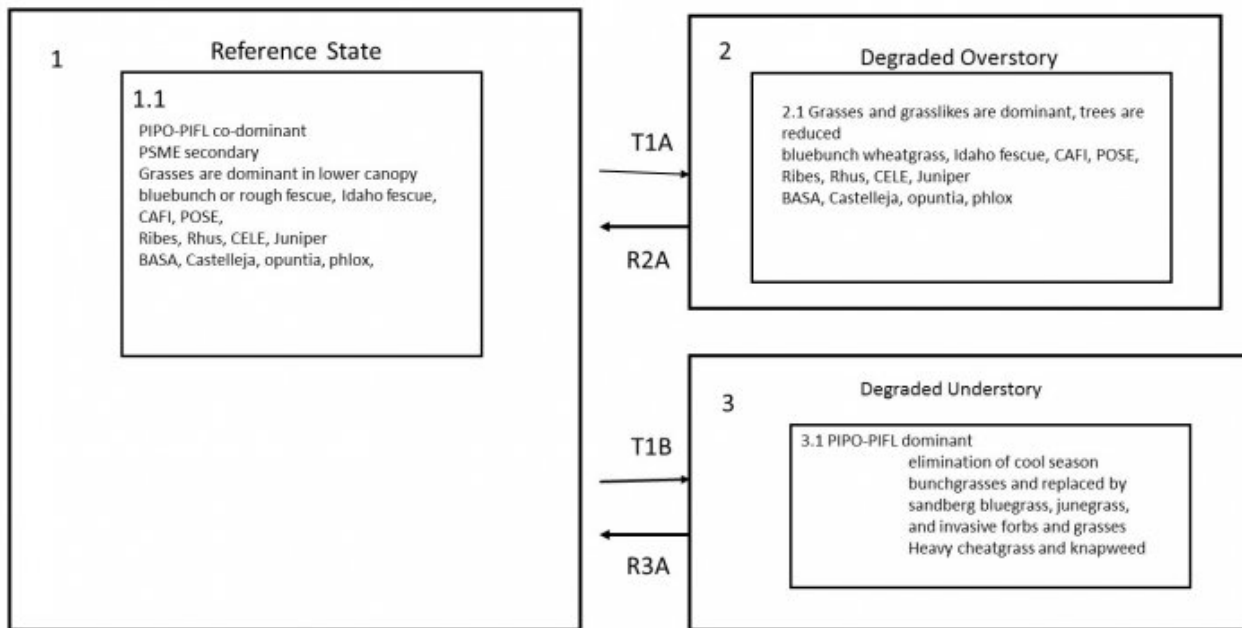 1
Reference State
1.1
PIPO-PIFL co-dominant
PSME secondary
Grasses are dominant in lower canopy
bluebunch or rough fescue, Idaho fescue,
CAFI, POSE,
Ribes, Rhus, CELE, Juniper
BASA, Castelleja, opuntia, phlox,
T1A
R2A
2
Degraded Overstory
2.1 Grasses and grasslikes are dominant, trees are
reduced
bluebunch wheatgrass, Idaho fescue, CAFI, POSE,
Ribes, Rhus, CELE, Juniper
BASA, Castelleja, opuntia, phlox
T1B
R3A
Degraded Understory
3
3.1 PIPO-PIFL dominant
elimination of cool season
bunchgrasses and replaced by
sandberg bluegrass, junegrass,
and invasive forbs and grasses
Heavy cheatgrass and knapweed